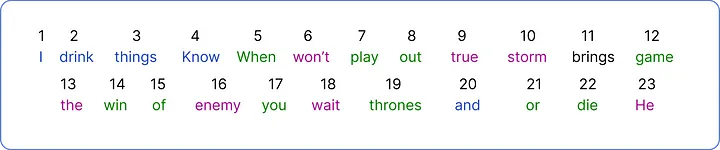 1 2 3 4 5 6 7 8 9 10 11 12
I drink things Know When won't play out true storm brings game
13 14 15 16 17 18 19 20 21 22 23
the win of enemy you wait thrones and or die He